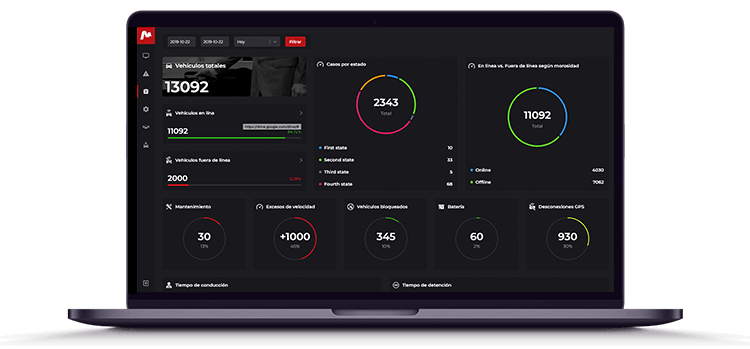 2019-10-22 2019-10-22 Hoy Filtrar
Vehículos totales
13092
Vehículos en lína
11092
https://drive.google.com/drive/fr
84,72%
Vehículos fuera de línea
2000
15,28%
Casos por estado
2343
Total
First state 10
Second state 33
Third state 5
Fourth state 68
En línea vs. Fuera de línea según morosidad
11092
Total
Online 4030
Offline 7062
Mantenimiento
30
13%
Excesos de velocidad
+1000
45%
Vehículos bloqueados
345
10%
Batería
60
2%
Desconexiones GPS
930
30%
Tiempo de conducción
Tiempo de detención